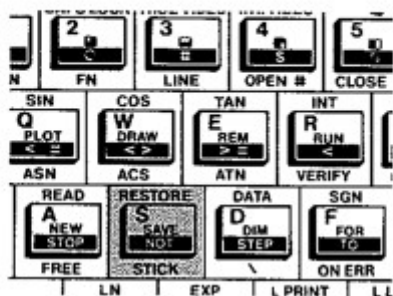 2 3 4 5
# $
N FN LINE OPEN # CLOSE
SIN COS TAN INT
Q W E R
PLOT DRAW REM RUN
< = < > > = <
ASN ACS ATN VERIFY
READ RESTORE DATA SGN
A S D F
NEW SAVE DIM FOR
STOP NOT STEP TO
FREE STICK \ ON ERR
LN EXP L PRINT L L